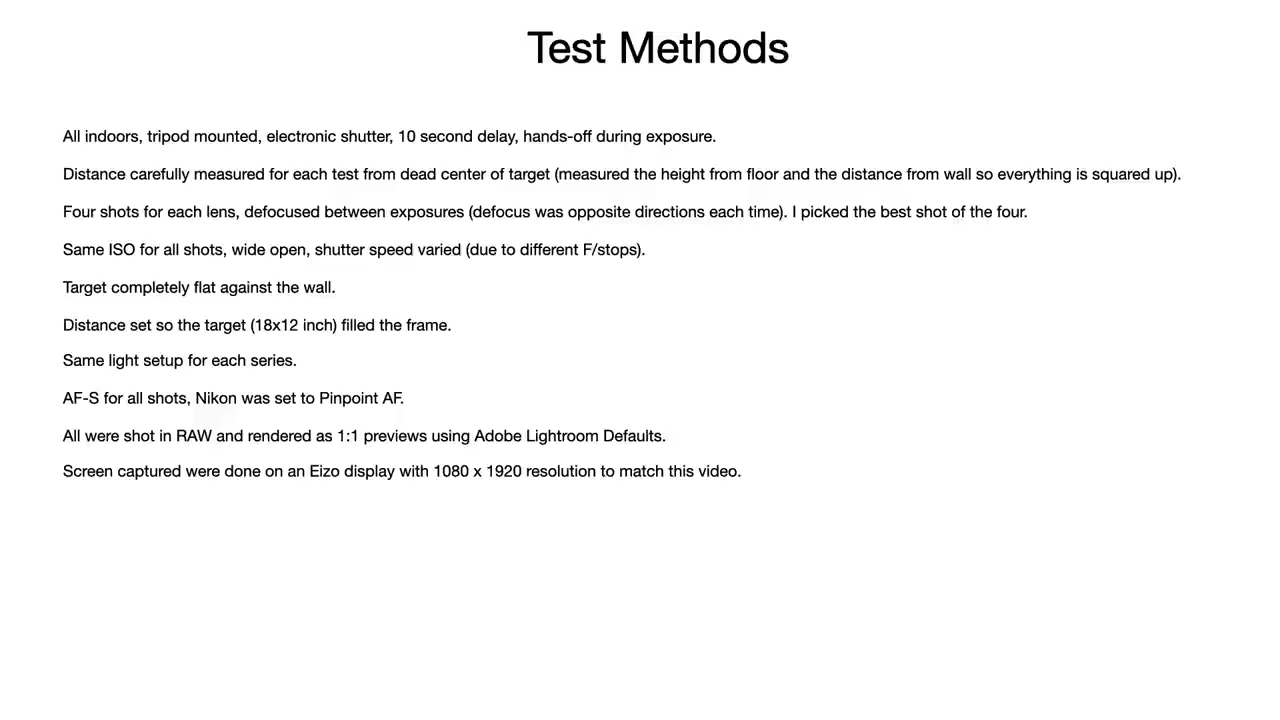 Test Methods
All indoors, tripod mounted, electronic shutter, 10 second delay, hands-off during exposure.
Distance carefully measured for each test from dead center of target (measured the height from floor and the distance from wall so everything is squared up).
Four shots for each lens, defocused between exposures (defocus was opposite directions each time). I picked the best shot of the four.
Same ISO for all shots, wide open, shutter speed varied (due to different F/stops).
Target completely flat against the wall.
Distance set so the target (18x12 inch) filled the frame.
Same light setup for each series.
AF-S for all shots, Nikon was set to Pinpoint AF.
All were shot in RAW and rendered as 1:1 previews using Adobe Lightroom Defaults.
Screen captured were done on an Eizo display with 1080 x 1920 resolution to match this video.